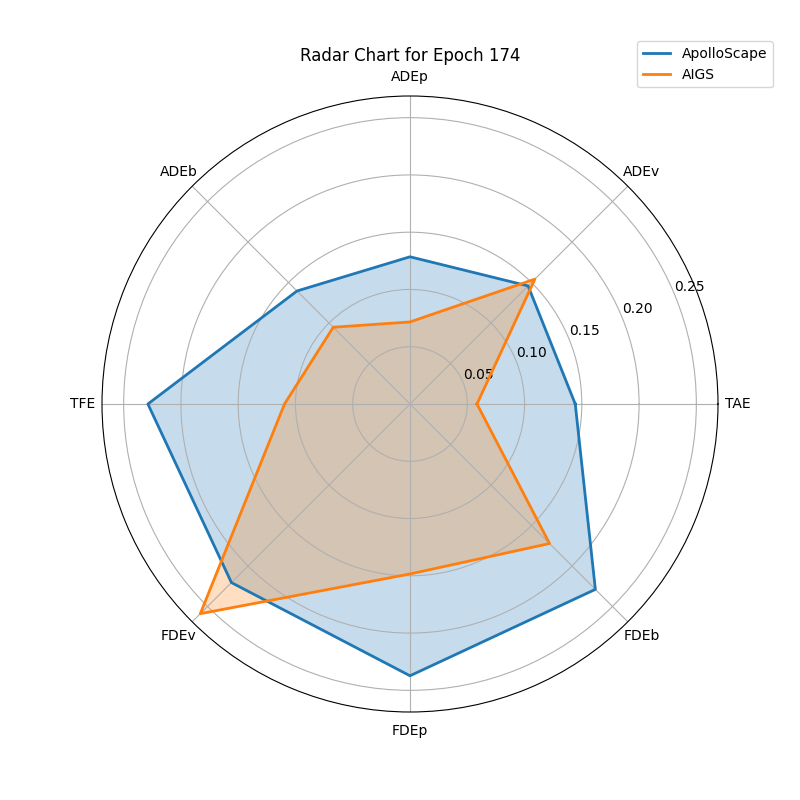 Radar Chart for Epoch 174
ApolloScape
AIGS
ADEp
ADEb
ADEv
0.25
0.20
0.15
0.10
0.05
TFE
TAE
FDEv
FDEb
FDEp